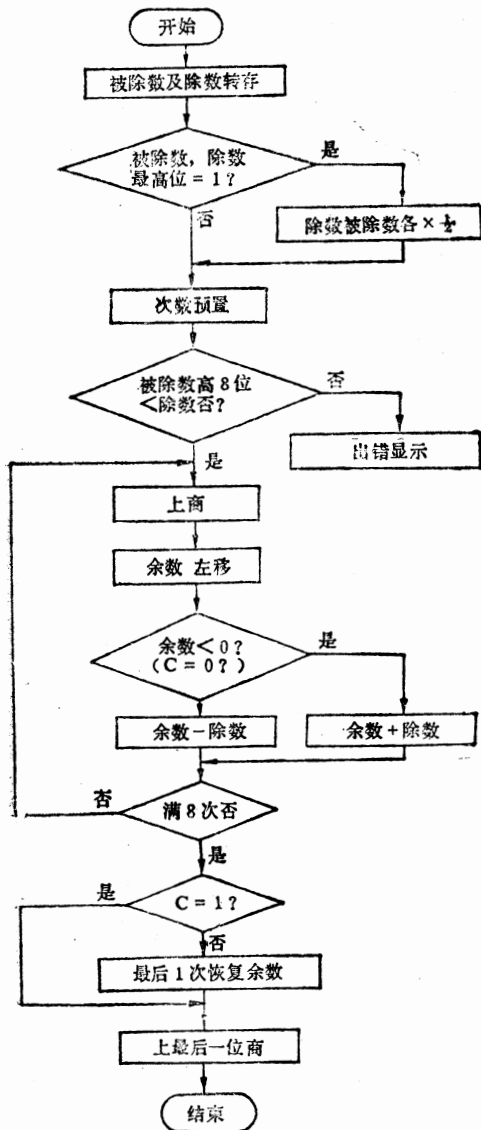 开始
被除数及除数转存
被除数，除数
最高位＝1？
是
否
除数被除数各×½
次数预置
被除数高8位
＜除数否？
否
是
出错显示
上商
余数 左移
余数＜0？
（C＝0？）
是
余数－除数
余数＋除数
否
满8次否
是
是
C＝1？
否
最后1次恢复余数
上最后一位商
结束